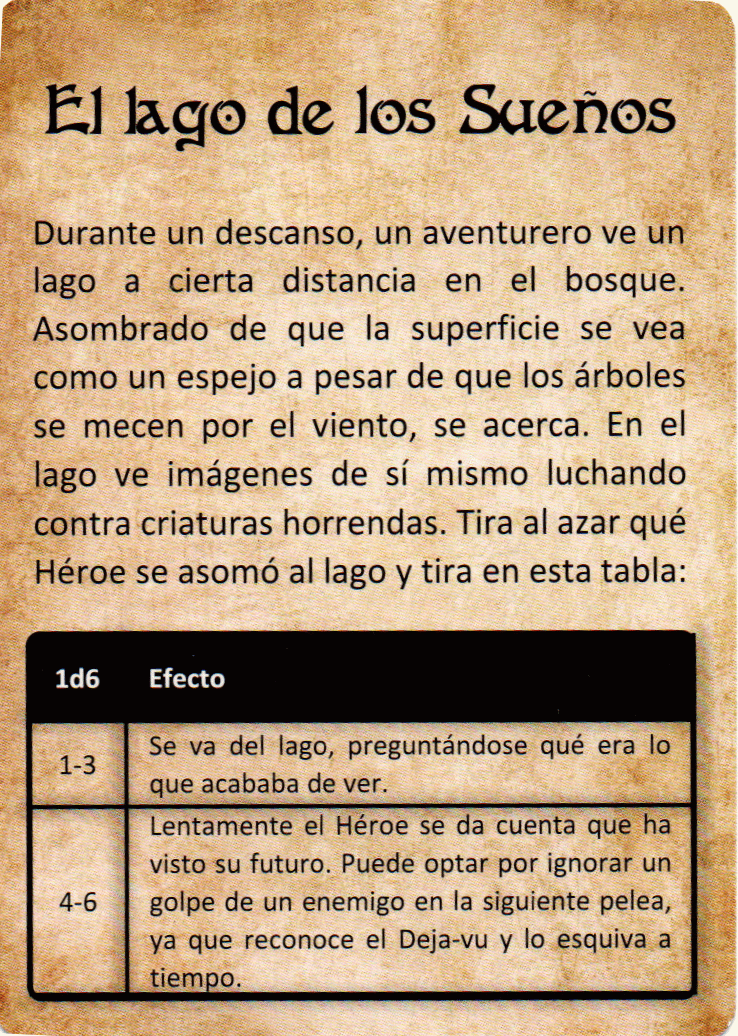 El lago de los Sueños
Durante un descanso, un aventurero ve un
lago a cierta distancia en el bosque.
Asombrado de que la superficie se vea
como un espejo a pesar de que los árboles
se mecen por el viento, se acerca. En el
lago ve imágenes de sí mismo luchando
contra criaturas horrendas. Tira al azar qué
Héroe se asomó al lago y tira en esta tabla:
1d6 Efecto
1-3 Se va del lago, preguntándose qué era lo
que acababa de ver.
Lentamente el Héroe se da cuenta que ha
visto su futuro. Puede optar por ignorar un
4-6 golpe de un enemigo en la siguiente pelea,
ya que reconoce el Deja-vu y lo esquiva a
tiempo.